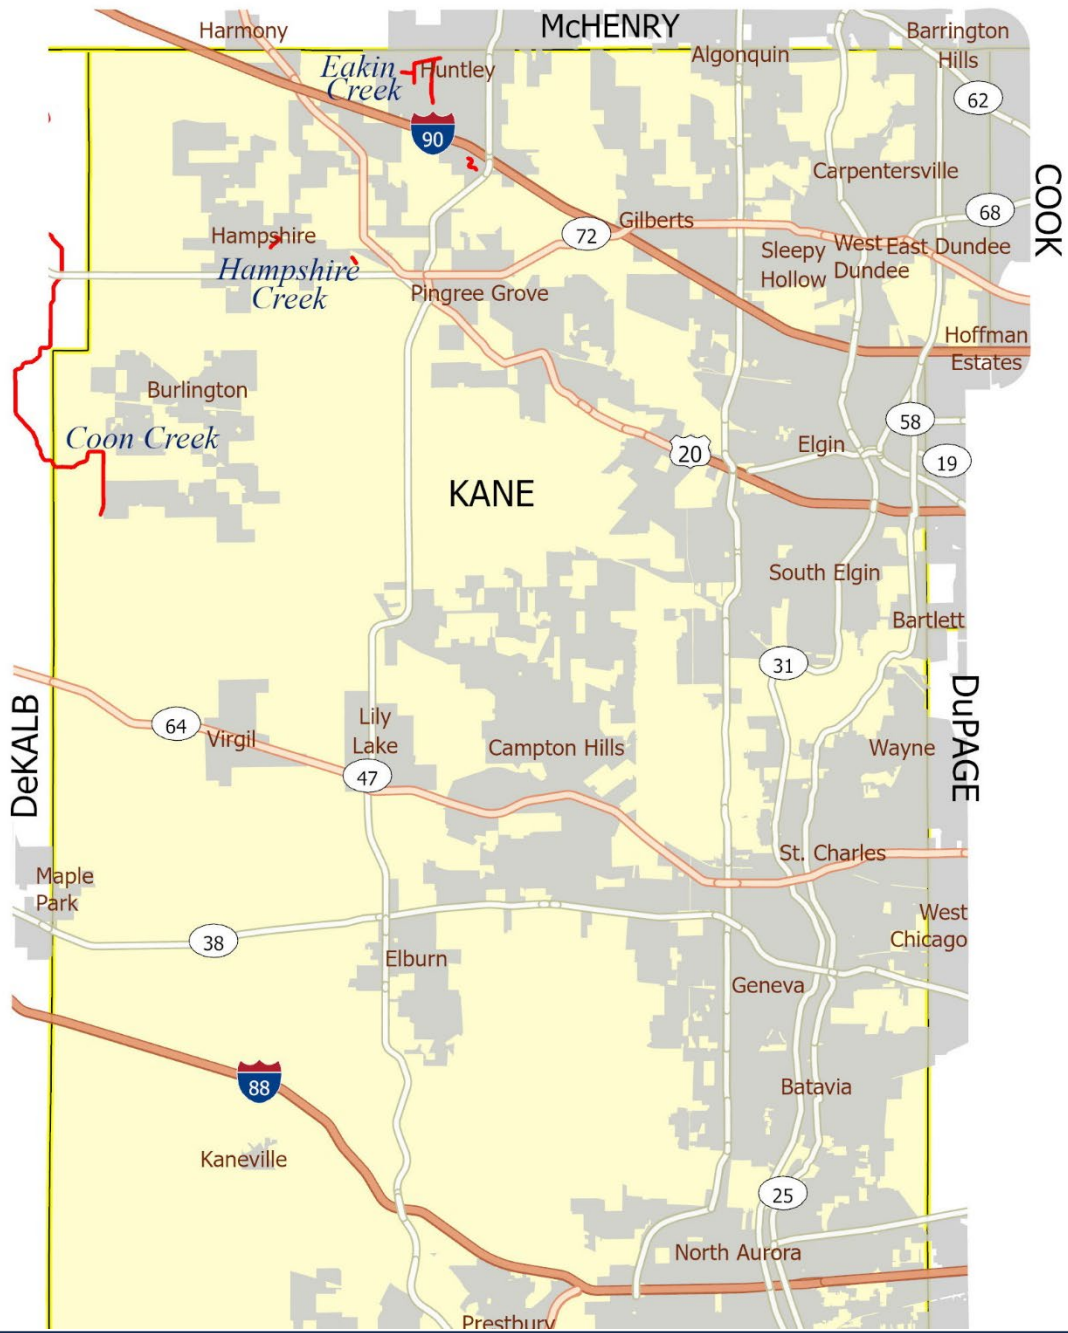 McHENRY
Harmony
Barrington
Hills
Algonquin
Eakin
Creek
Huntley
62
90
Carpentersville
COOK
68
Gilberts
72
Hampshire
Sleepy
Hollow
West
Dundee
East Dundee
Hampshire
Creek
Pingree Grove
Hoffman
Estates
Burlington
58
Coon Creek
Elgin
20
19
KANE
South Elgin
Bartlett
31
DeKALB
DuPAGE
64
Virgil
Lily
Lake
Campton Hills
Wayne
47
St. Charles
Maple
Park
West
Chicago
38
Elburn
Geneva
88
Batavia
Kaneville
25
North Aurora
Prestbury